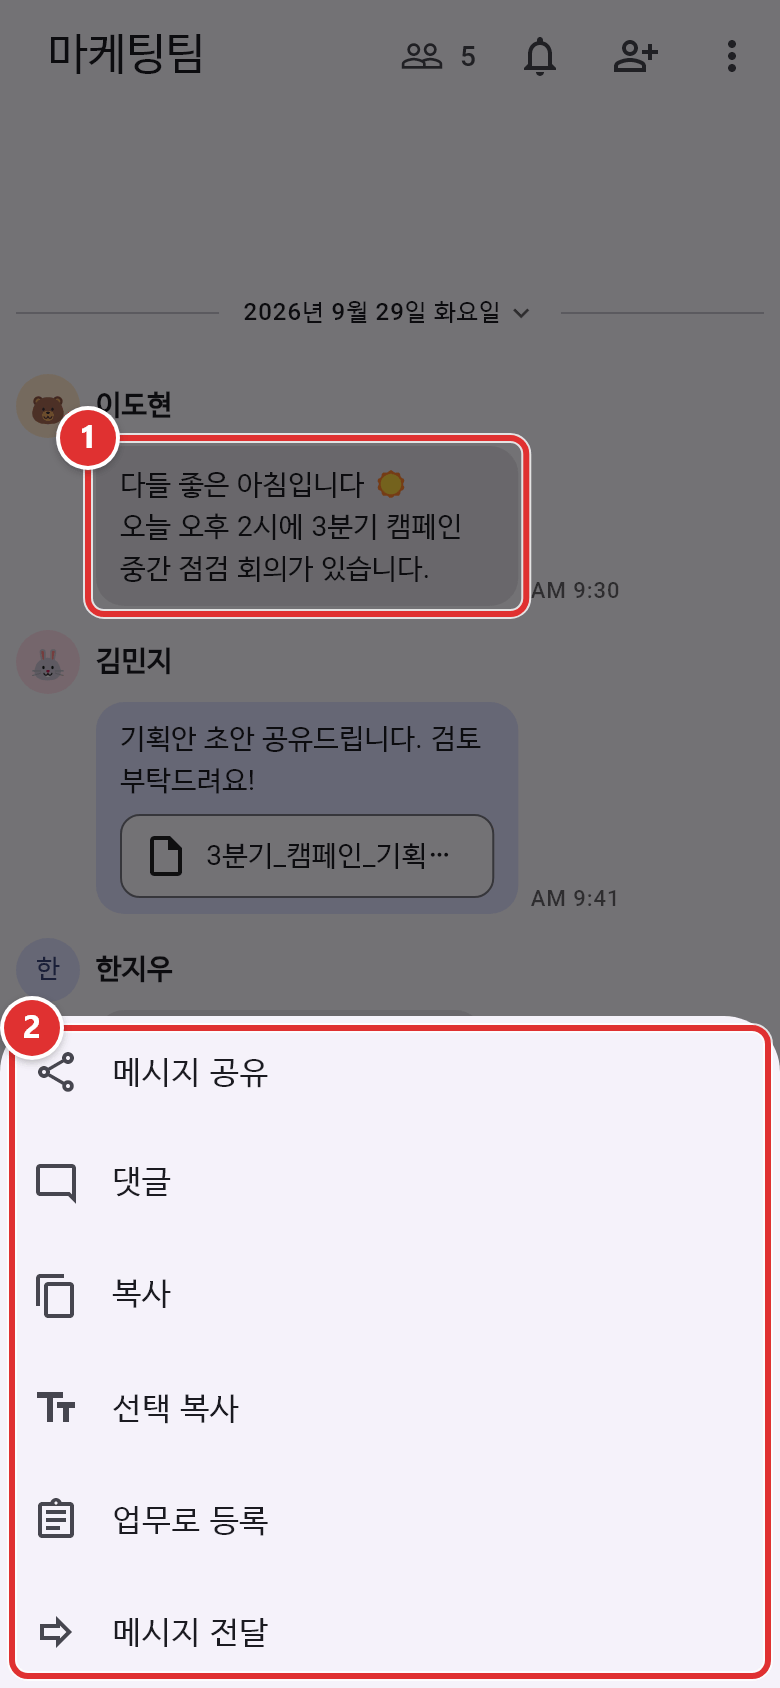 마케팅팀
5
2026년 9월 29일 화요일
이도현
1
다들 좋은 아침입니다
오늘 오후 2시에 3분기 캠페인
중간 점검 회의가 있습니다.
AM 9:30
김민지
기획안 초안 공유드립니다. 검토
부탁드려요!
3분기_캠페인_기획…
AM 9:41
한
한지우
2
메시지 공유
댓글
복사
선택 복사
업무로 등록
메시지 전달